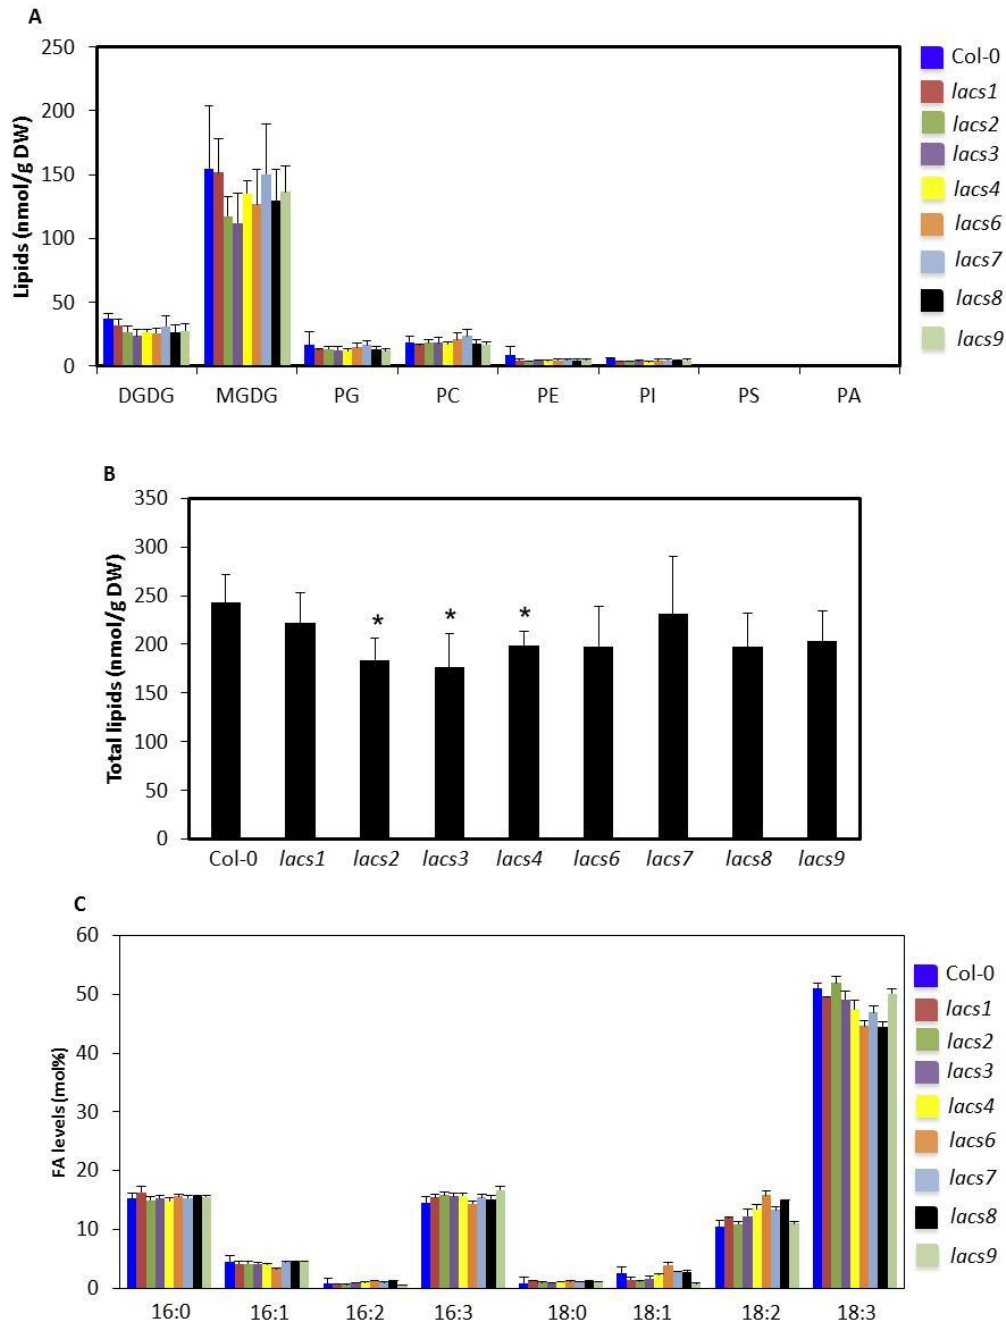 A
Lipids (nmol/g DW)
250
200
150
100
50
0
DGDG MGDG PG PC PE PI PS PA
Col-0
lacs1
lacs2
lacs3
lacs4
lacs6
lacs7
lacs8
lacs9
B
Total lipids (nmol/g DW)
350
300
250
200
150
100
50
0
* * *
Col-0 lacs1 lacs2 lacs3 lacs4 lacs6 lacs7 lacs8 lacs9
C
FA levels (mol%)
60
50
40
30
20
10
0
16:0 16:1 16:2 16:3 18:0 18:1 18:2 18:3
Col-0
lacs1
lacs2
lacs3
lacs4
lacs6
lacs7
lacs8
lacs9